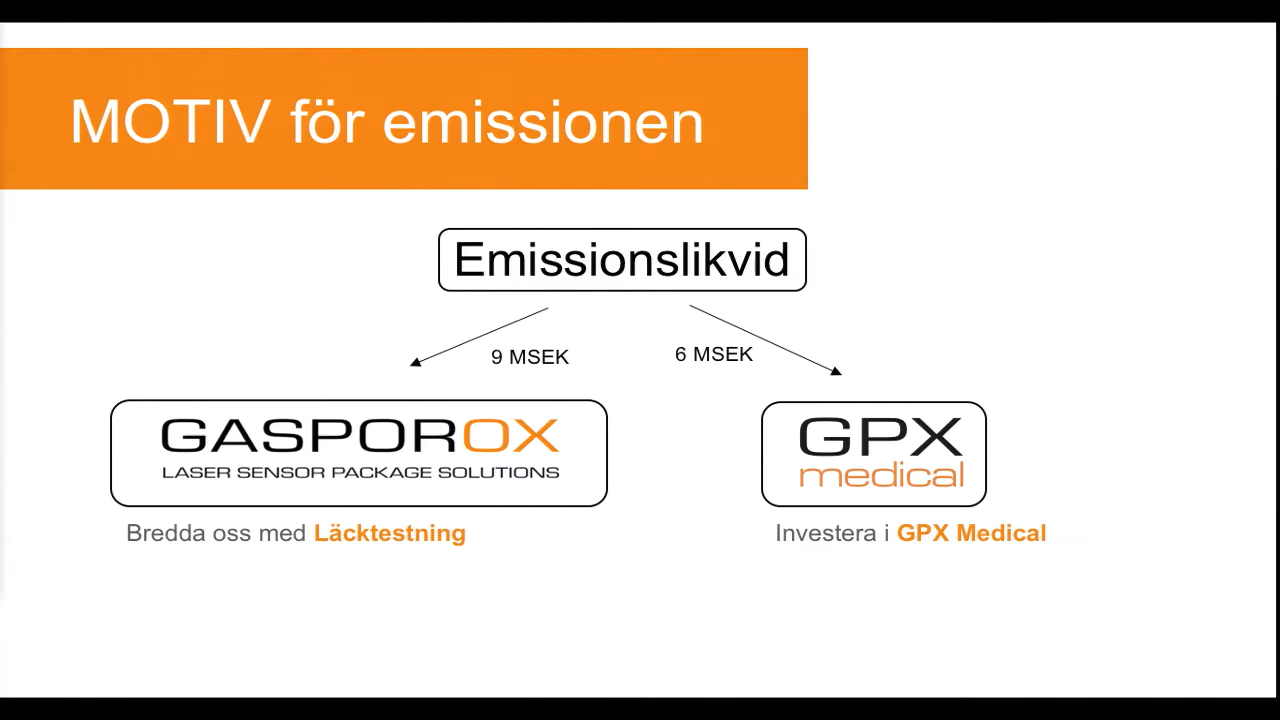 MOTIV för emissionen
Emissionslikvid
9 MSEK
6 MSEK
GASPOROX
LASER SENSOR PACKAGE SOLUTIONS
GPX
medical
Bredda oss med Läcktestning
Investera i GPX Medical